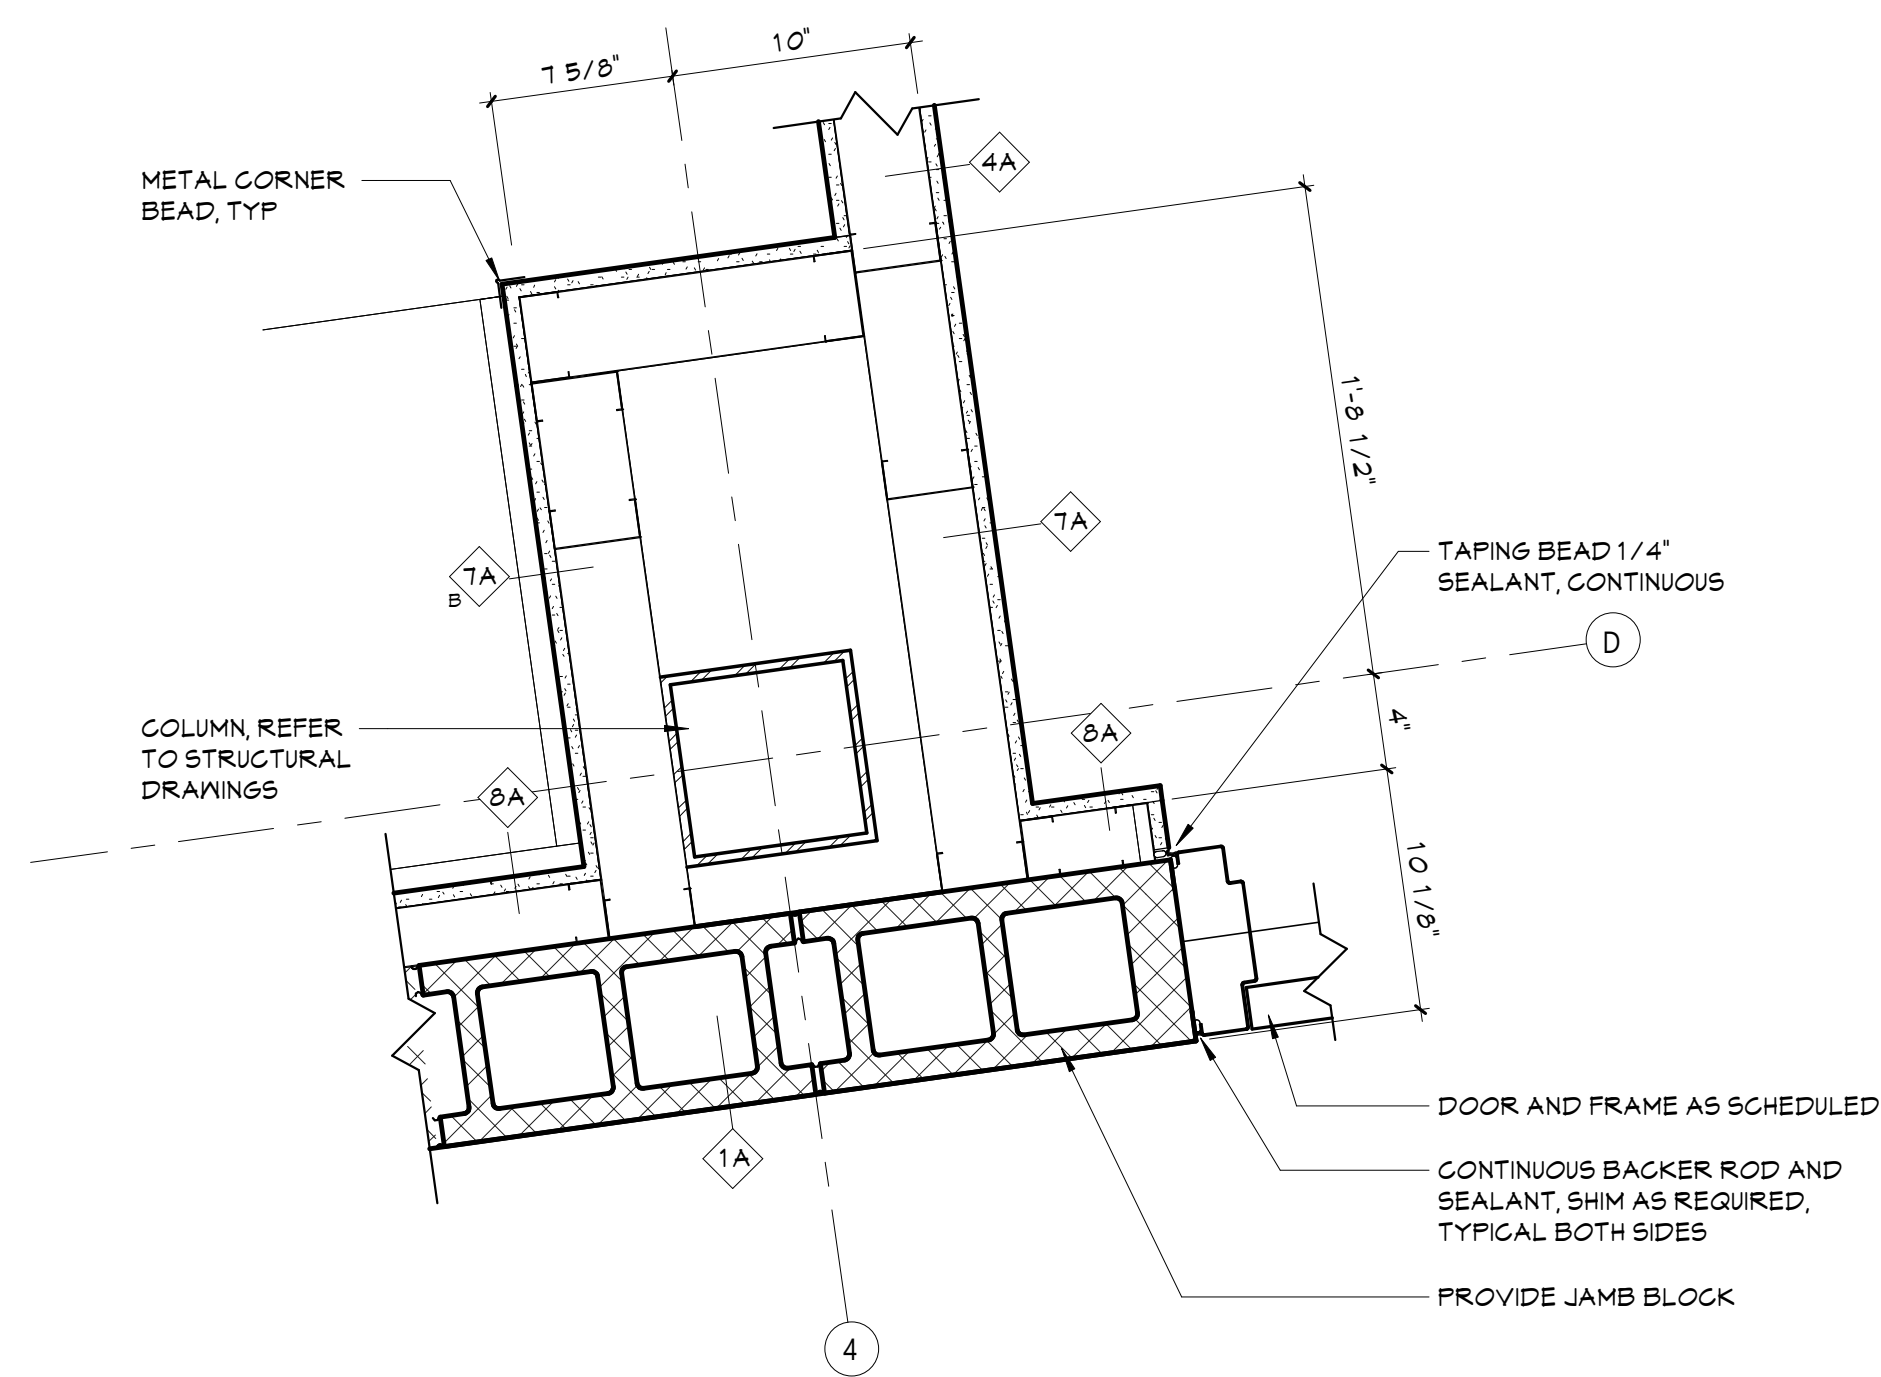 7 5/8"
10"
METAL CORNER
BEAD, TYP
4A
1'-8 1/2"
7A
7A
B
TAPING BEAD 1/4"
SEALANT, CONTINUOUS
D
COLUMN, REFER
TO STRUCTURAL
DRAWINGS
8A
8A
4"
10 1/8"
1A
DOOR AND FRAME AS SCHEDULED
CONTINUOUS BACKER ROD AND
SEALANT, SHIM AS REQUIRED,
TYPICAL BOTH SIDES
PROVIDE JAMB BLOCK
4